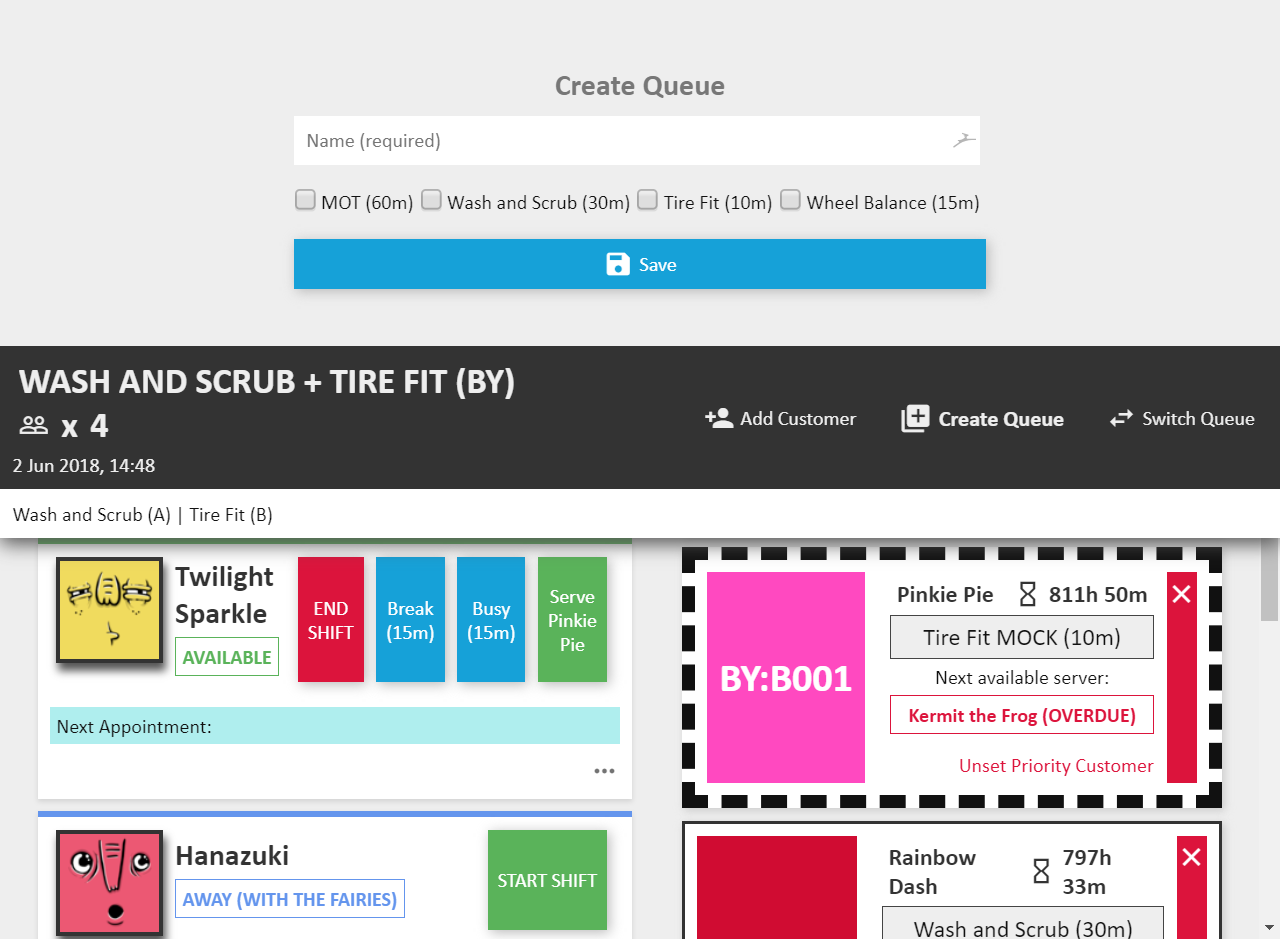 Create Queue
Name (required)
MOT (60m) Wash and Scrub (30m) Tire Fit (10m) Wheel Balance (15m)
Save
WASH AND SCRUB + TIRE FIT (BY)
x 4
2 Jun 2018, 14:48
Add Customer
Create Queue
Switch Queue
Wash and Scrub (A) | Tire Fit (B)
Twilight
Sparkle
AVAILABLE
END
SHIFT
Break
(15m)
Busy
(15m)
Serve
Pinkie
Pie
Next Appointment:
Hanazuki
AWAY (WITH THE FAIRIES)
START SHIFT
BY:B001
Pinkie Pie 811h 50m
Tire Fit MOCK (10m)
Next available server:
Kermit the Frog (OVERDUE)
Unset Priority Customer
Rainbow
Dash
797h
33m
Wash and Scrub (30m)